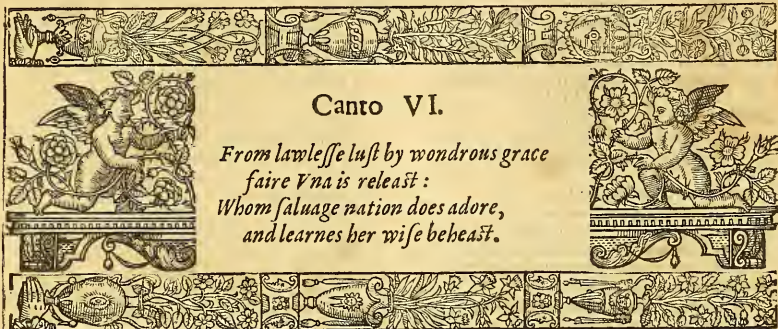 Canto VI.
From lawleſſe luſt by wondrous grace
faire Vna is releaſt :
Whom ſaluage nation does adore,
and learnes her wiſe beheaſt.